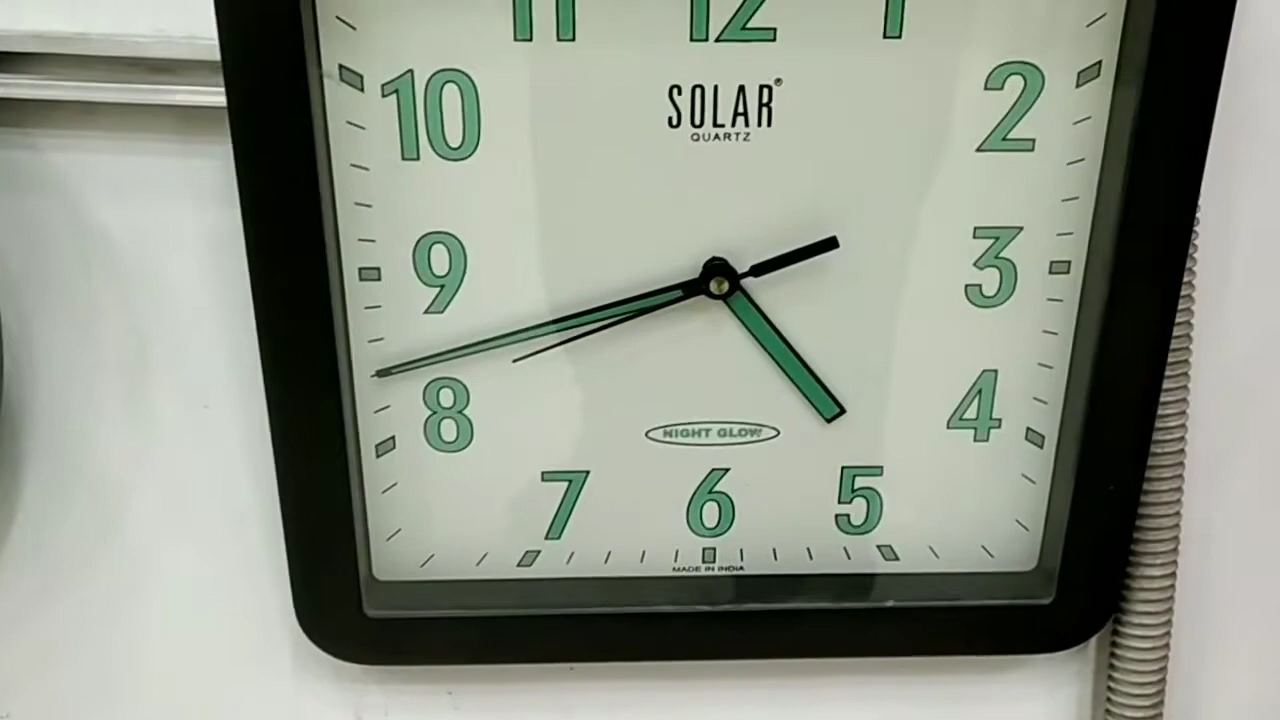 11 12 1
10 2
SOLAR®
QUARTZ
9 3
8 4
NIGHT GLOW
7 6 5
MADE IN INDIA